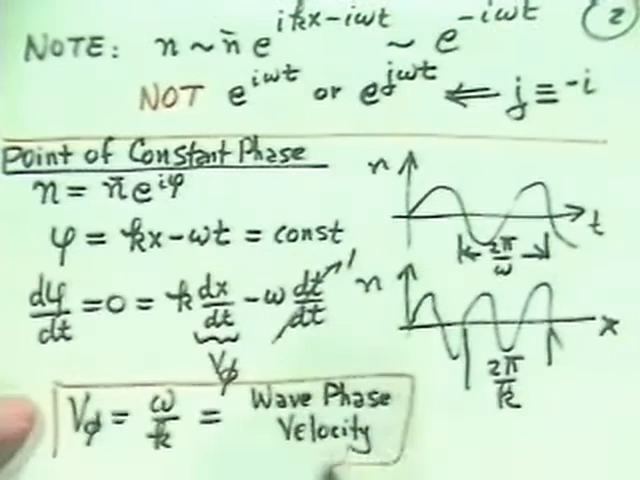 2
NOTE: n ~ n̄ e^{ikx-iωt} ~ e^{-iωt}
NOT e^{iωt} or e^{jωt} ⇐ j ≡ -i
Point of Constant Phase
n = n̄ e^{iφ}
φ = kx - ωt = const
dφ/dt = 0 = k dx/dt - ω dt/dt 1
Vϕ
Vϕ = ω/k = Wave Phase
Velocity
n
t
2π/ω
n
x
2π/k